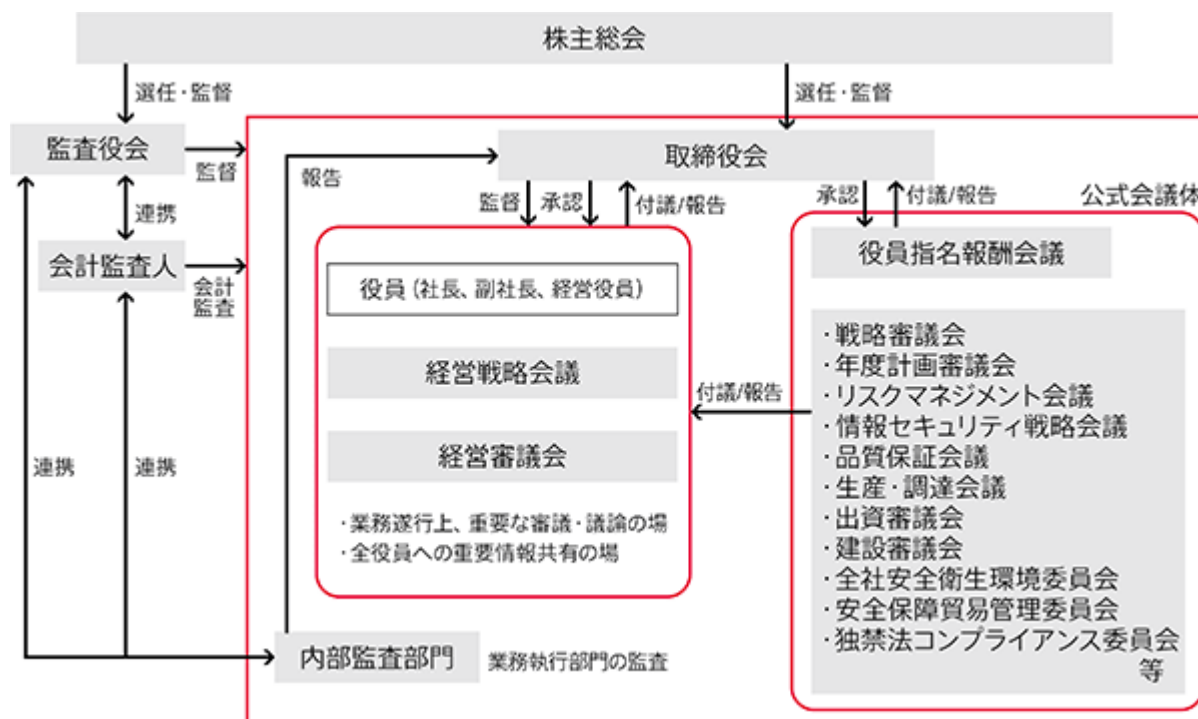 株主総会
選任・監督
選任・監督
監査役会
監督
取締役会
報告
連携
監督
承認
付議/報告
承認
付議/報告
公式会議体
会計監査人
会計
監査
役員(社長、副社長、経営役員)
経営戦略会議
経営審議会
・業務遂行上、重要な審議・議論の場
・全役員への重要情報共有の場
付議/報告
役員指名報酬会議
・戦略審議会
・年度計画審議会
・リスクマネジメント会議
・情報セキュリティ戦略会議
・品質保証会議
・生産・調達会議
・出資審議会
・建設審議会
・全社安全衛生環境委員会
・安全保障貿易管理委員会
・独禁法コンプライアンス委員会
等
連携
連携
内部監査部門
業務執行部門の監査